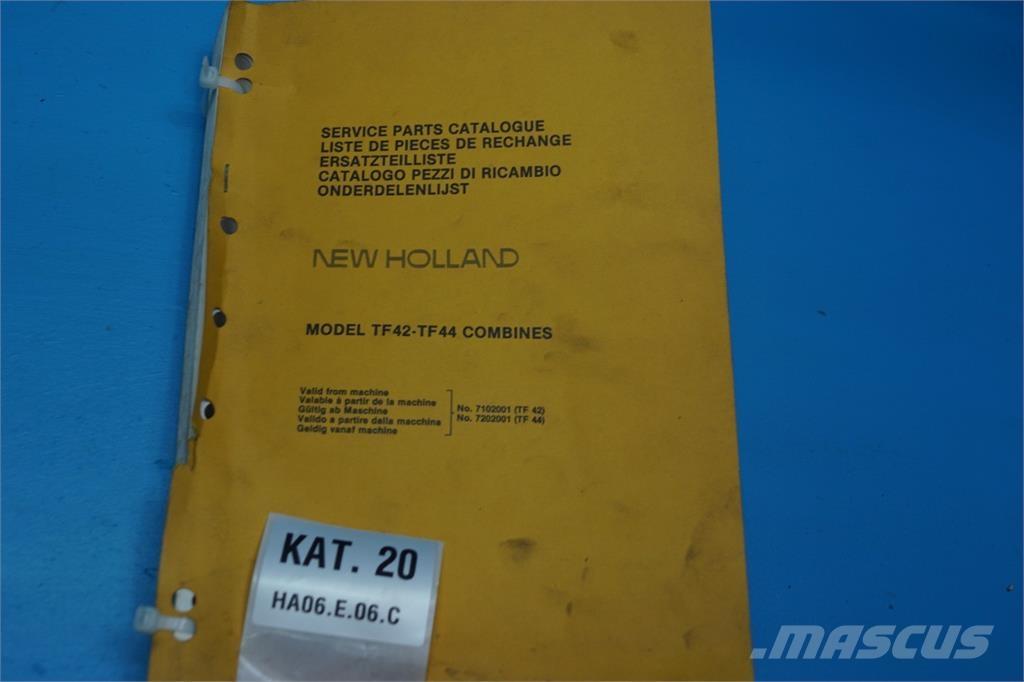 SERVICE PARTS CATALOGUE
LISTE DE PIECES DE RECHANGE
ERSATZTEILLISTE
CATALOGO PEZZI DI RICAMBIO
ONDERDELENLIJST
NEW HOLLAND
MODEL TF42-TF44 COMBINES
Valid from machine
Valable à partir de la machine
Gültig ab Maschine
Valido a partire dalla macchina
Geldig vanaf machine
No. 7102001 (TF 42)
No. 7202001 (TF 44)
KAT. 20
HA06.E.06.C
MASCUS